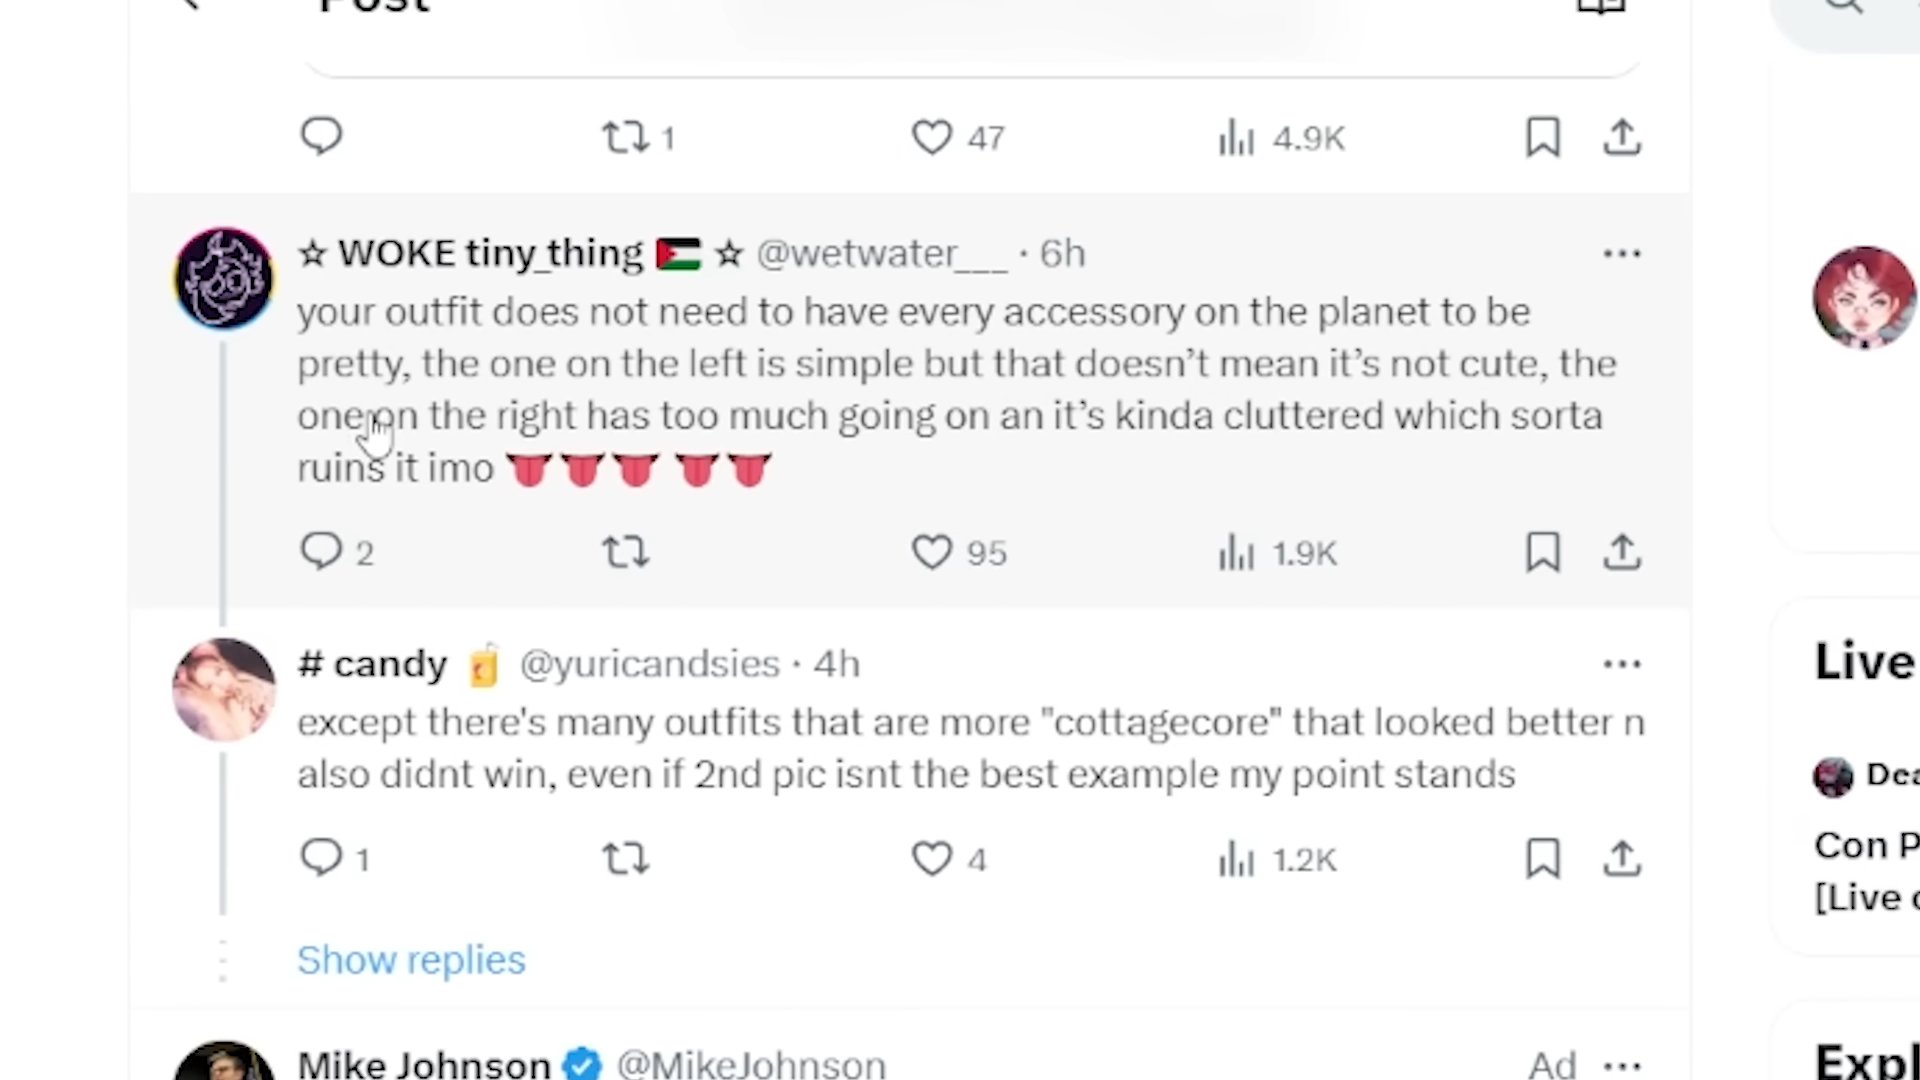 Post
1 47 4.9K
☆ WOKE tiny_thing 🇵🇸 ☆ @wetwater___ · 6h
your outfit does not need to have every accessory on the planet to be
pretty, the one on the left is simple but that doesn’t mean it’s not cute, the
one on the right has too much going on an it’s kinda cluttered which sorta
ruins it imo 👅👅👅👅👅
2 95 1.9K
# candy 🧃 @yuricandsies · 4h
except there's many outfits that are more "cottagecore" that looked better n
also didnt win, even if 2nd pic isnt the best example my point stands
1 4 1.2K
Show replies
Mike Johnson @MikeJohnson Ad
Live
Con P
[Live